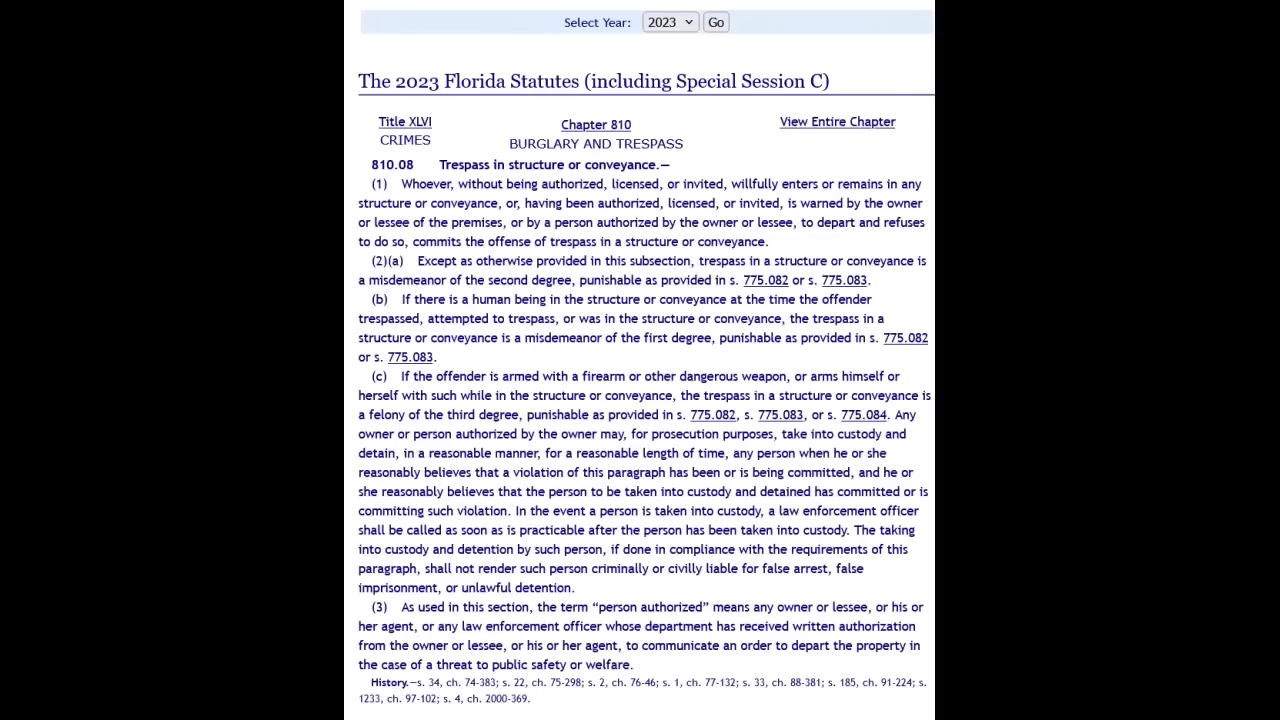 Select Year: 2023 Go
The 2023 Florida Statutes (including Special Session C)
Title XLVI Chapter 810 View Entire Chapter
CRIMES BURGLARY AND TRESPASS
810.08 Trespass in structure or conveyance.—
(1) Whoever, without being authorized, licensed, or invited, willfully enters or remains in any
structure or conveyance, or, having been authorized, licensed, or invited, is warned by the owner
or lessee of the premises, or by a person authorized by the owner or lessee, to depart and refuses
to do so, commits the offense of trespass in a structure or conveyance.
(2)(a) Except as otherwise provided in this subsection, trespass in a structure or conveyance is
a misdemeanor of the second degree, punishable as provided in s. 775.082 or s. 775.083.
(b) If there is a human being in the structure or conveyance at the time the offender
trespassed, attempted to trespass, or was in the structure or conveyance, the trespass in a
structure or conveyance is a misdemeanor of the first degree, punishable as provided in s. 775.082
or s. 775.083.
(c) If the offender is armed with a firearm or other dangerous weapon, or arms himself or
herself with such while in the structure or conveyance, the trespass in a structure or conveyance is
a felony of the third degree, punishable as provided in s. 775.082, s. 775.083, or s. 775.084. Any
owner or person authorized by the owner may, for prosecution purposes, take into custody and
detain, in a reasonable manner, for a reasonable length of time, any person when he or she
reasonably believes that a violation of this paragraph has been or is being committed, and he or
she reasonably believes that the person to be taken into custody and detained has committed or is
committing such violation. In the event a person is taken into custody, a law enforcement officer
shall be called as soon as is practicable after the person has been taken into custody. The taking
into custody and detention by such person, if done in compliance with the requirements of this
paragraph, shall not render such person criminally or civilly liable for false arrest, false
imprisonment, or unlawful detention.
(3) As used in this section, the term “person authorized” means any owner or lessee, or his or
her agent, or any law enforcement officer whose department has received written authorization
from the owner or lessee, or his or her agent, to communicate an order to depart the property in
the case of a threat to public safety or welfare.
History.—s. 34, ch. 74-383; s. 22, ch. 75-298; s. 2, ch. 76-46; s. 1, ch. 77-132; s. 33, ch. 88-381; s. 185, ch. 91-224; s.
1233, ch. 97-102; s. 4, ch. 2000-369.